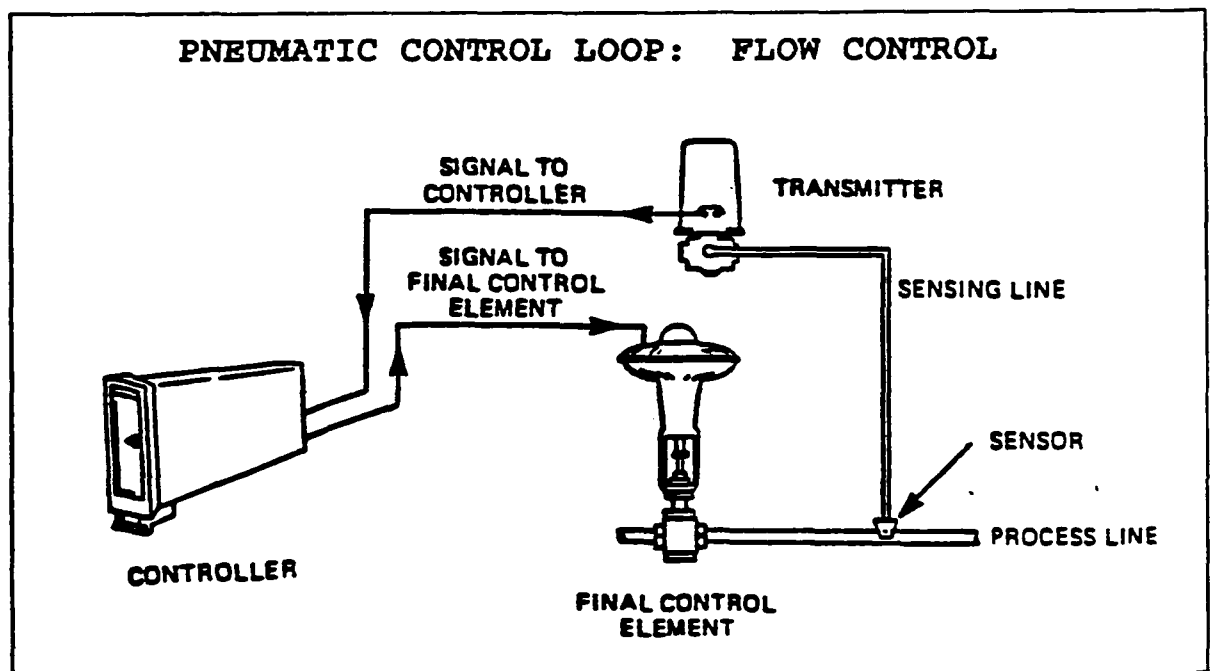 PNEUMATIC CONTROL LOOP: FLOW CONTROL
SIGNAL TO
CONTROLLER
TRANSMITTER
SIGNAL TO
FINAL CONTROL
ELEMENT
SENSING LINE
SENSOR
PROCESS LINE
CONTROLLER
FINAL CONTROL
ELEMENT